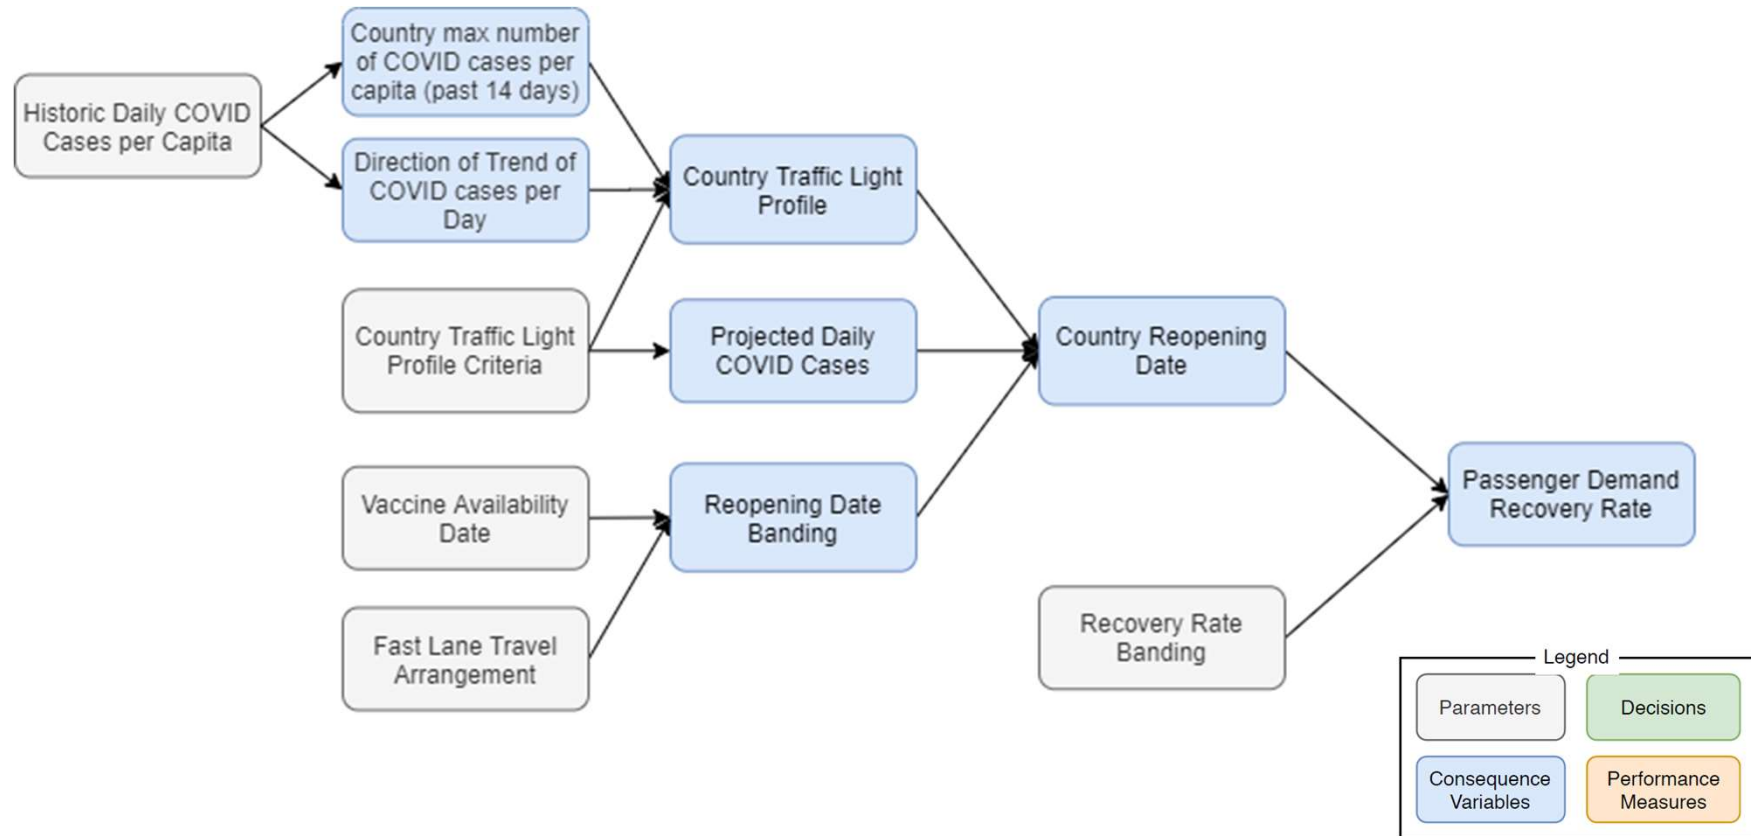 Country max number
of COVID cases per
capita (past 14 days)
Historic Daily COVID
Cases per Capita
Direction of Trend of
COVID cases per
Day
Country Traffic Light
Profile
Country Traffic Light
Profile Criteria
Projected Daily
COVID Cases
Country Reopening
Date
Vaccine Availability
Date
Reopening Date
Banding
Passenger Demand
Recovery Rate
Fast Lane Travel
Arrangement
Recovery Rate
Banding
Legend
Parameters
Decisions
Consequence
Variables
Performance
Measures